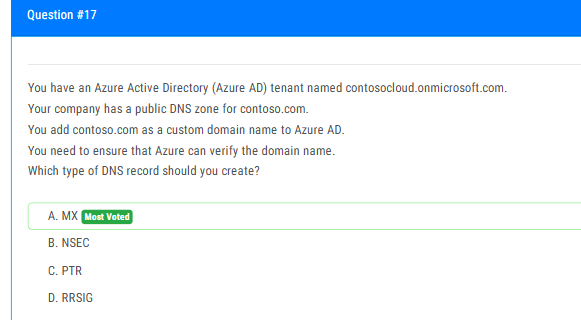 Question #17
You have an Azure Active Directory (Azure AD) tenant named contosocloud.onmicrosoft.com.
Your company has a public DNS zone for contoso.com.
You add contoso.com as a custom domain name to Azure AD.
You need to ensure that Azure can verify the domain name.
Which type of DNS record should you create?
A. MX Most Voted
B. NSEC
C. PTR
D. RRSIG